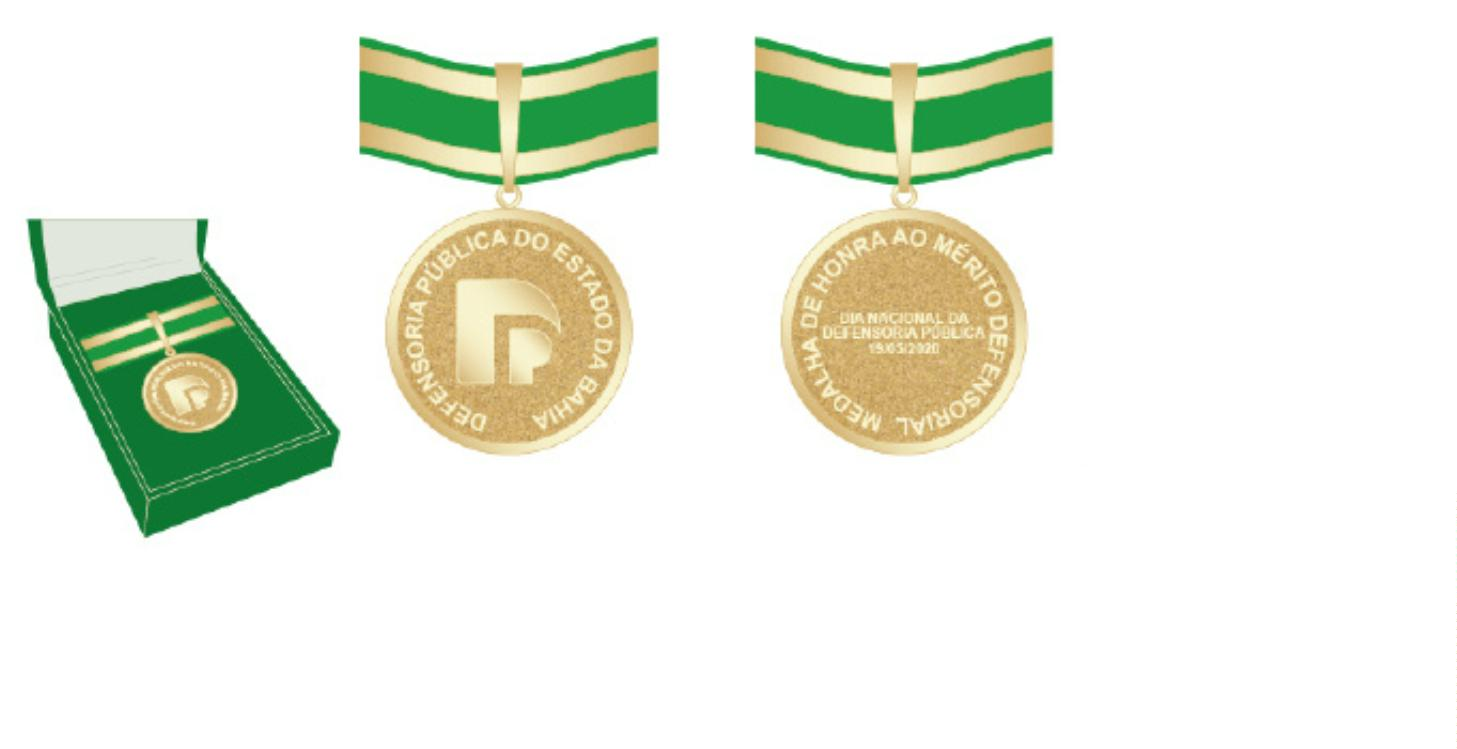 DEFENSORIA PÚBLICA DO ESTADO DA BAHIA
MEDALHA DE HONRA AO MÉRITO DEFENSORIAL
DIA NACIONAL DA
DEFENSORIA PÚBLICA
19/05/2020